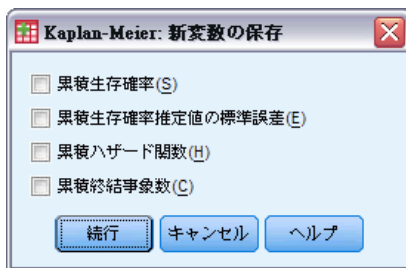 Kaplan-Meier: 新変数の保存
累積生存確率(S)
累積生存確率推定値の標準誤差(E)
累積ハザード関数(H)
累積終結事象数(C)
続行 キャンセル ヘルプ